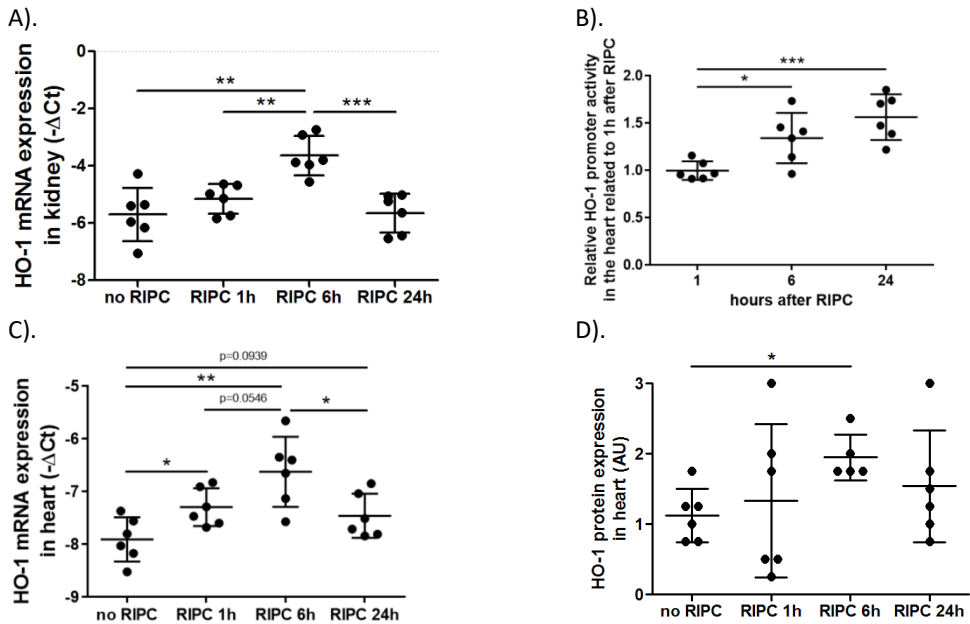 A).
HO-1 mRNA expression
in kidney (-ΔCt)
0
-2
-4
-6
-8
**
**
***
no RIPC
RIPC 1h
RIPC 6h
RIPC 24h
B).
Relative HO-1 promoter activity
in the heart related to 1h after RIPC
2.0
1.5
1.0
0.5
0.0
***
*
1
6
24
hours after RIPC
C).
HO-1 mRNA expression
in heart (-ΔCt)
-5
-6
-7
-8
-9
p=0.0939
**
p=0.0546
*
*
no RIPC
RIPC 1h
RIPC 6h
RIPC 24h
D).
HO-1 protein expression
in heart (AU)
3
2
1
0
*
no RIPC
RIPC 1h
RIPC 6h
RIPC 24h